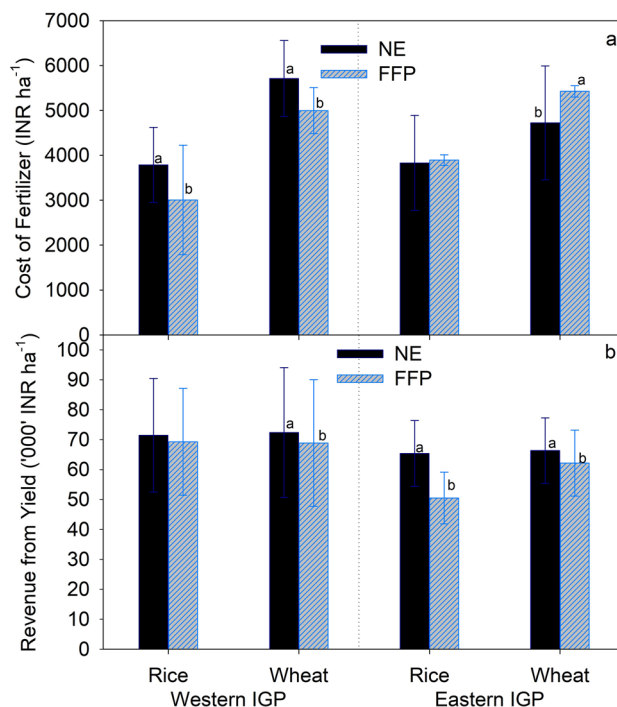 7000
6000
5000
4000
3000
2000
1000
0
Cost of Fertilizer (INR ha⁻¹)
NE
FFP
a
a
b
a
b
b
a
100
90
80
70
60
50
40
30
20
10
0
Revenue from Yield ('000' INR ha⁻¹)
NE
FFP
b
a
b
a
b
a
b
Rice
Wheat
Rice
Wheat
Western IGP
Eastern IGP